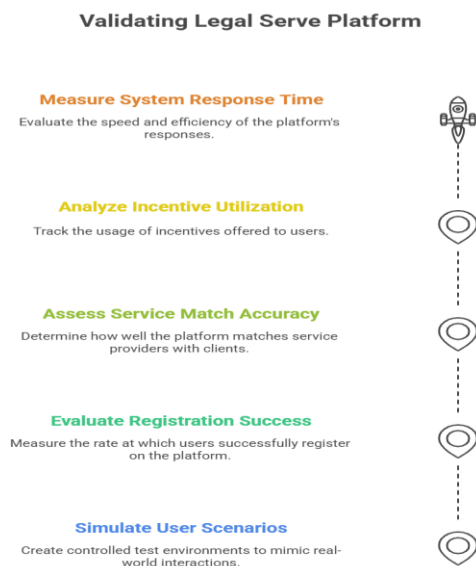 Validating Legal Serve Platform
Measure System Response Time
Evaluate the speed and efficiency of the platform's
responses.
Analyze Incentive Utilization
Track the usage of incentives offered to users.
Assess Service Match Accuracy
Determine how well the platform matches service
providers with clients.
Evaluate Registration Success
Measure the rate at which users successfully register
on the platform.
Simulate User Scenarios
Create controlled test environments to mimic real-
world interactions.